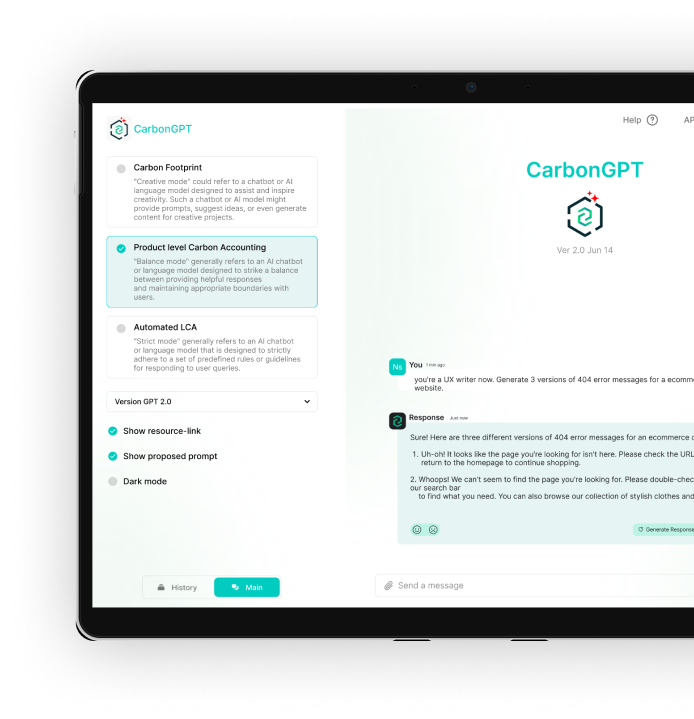 CarbonGPT
Carbon Footprint
"Creative mode" could refer to a chatbot or AI
language model designed to assist and inspire
creativity. Such a chatbot or AI model might
provide prompts, suggest ideas, or even generate
content for creative projects.
Product level Carbon Accounting
"Balance mode" generally refers to an AI chatbot
or language model designed to strike a balance
between providing helpful responses
and maintaining appropriate boundaries with
users.
Automated LCA
"Strict mode" generally refers to an AI chatbot
or language model that is designed to strictly
adhere to a set of predefined rules or guidelines
for responding to user queries.
Version GPT 2.0
Show resource-link
Show proposed prompt
Dark mode
History
Main
Help ?
AP
CarbonGPT
Ver 2.0 Jun 14
Ns
You 1 min ago
you're a UX writer now. Generate 3 versions of 404 error messages for a ecomme
website.
Response Just now
Sure! Here are three different versions of 404 error messages for an ecommerce c
1. Uh-oh! It looks like the page you're looking for isn't here. Please check the URL
return to the homepage to continue shopping.
2. Whoops! We can't seem to find the page you're looking for. Please double-chec
our search bar
to find what you need. You can also browse our collection of stylish clothes and
Generate Response
Send a message